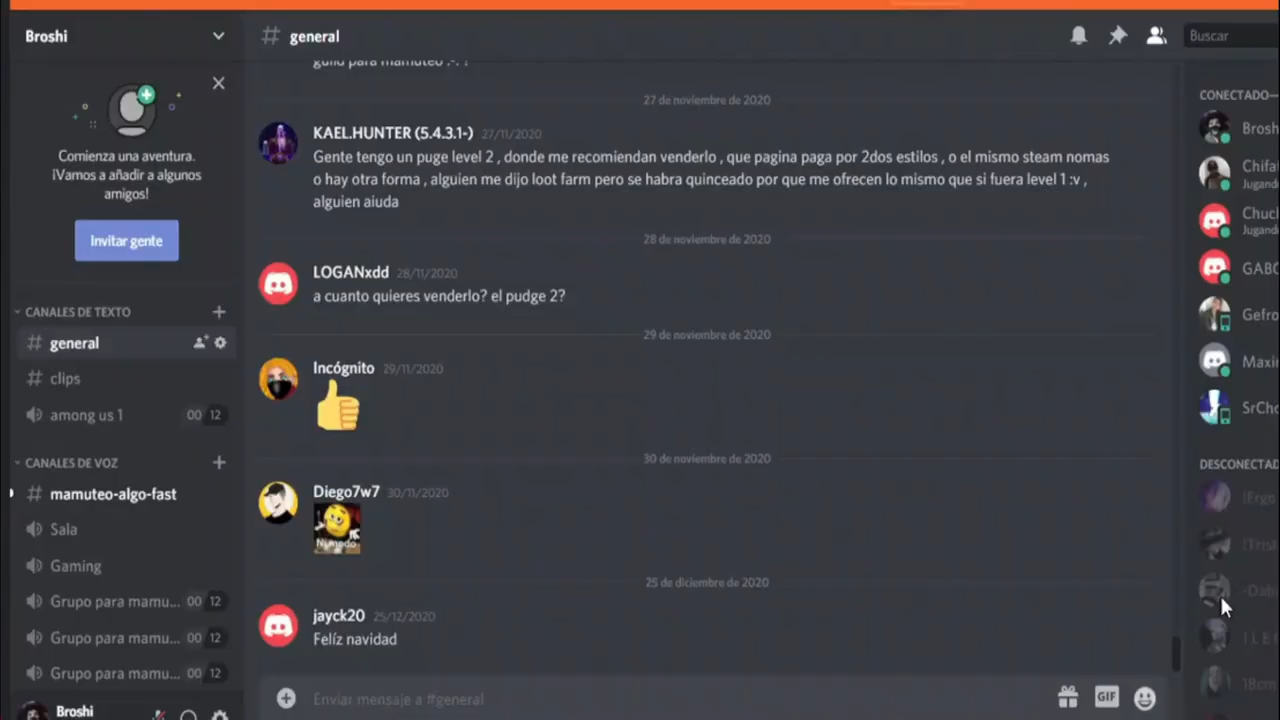 Broshi
general
Buscar
guild para mamuteo .-. !
27 de noviembre de 2020
Comienza una aventura.
¡Vamos a añadir a algunos
amigos!
Invitar gente
KAEL.HUNTER (5.4.3.1-) 27/11/2020
Gente tengo un puge level 2 , donde me recomiendan venderlo , que pagina paga por 2dos estilos , o el mismo steam nomas
o hay otra forma , alguien me dijo loot farm pero se habra quinceado por que me ofrecen lo mismo que si fuera level 1 :v ,
alguien aiuda
28 de noviembre de 2020
LOGANxdd 28/11/2020
a cuanto quieres venderlo? el pudge 2?
29 de noviembre de 2020
Incógnito 29/11/2020
30 de noviembre de 2020
Diego7w7 30/11/2020
25 de diciembre de 2020
jayck20 25/12/2020
Felíz navidad
Enviar mensaje a #general
GIF
CANALES DE TEXTO
general
clips
among us 1 00 12
CANALES DE VOZ
mamuteo-algo-fast
Sala
Gaming
Grupo para mamu... 00 12
Grupo para mamu... 00 12
Grupo para mamu... 00 12
Broshi
CONECTADO—
Brosh
Chifa
Jugand
Chucl
Jugand
GABO
Gefro
Maxi
SrCho
DESCONECTAD